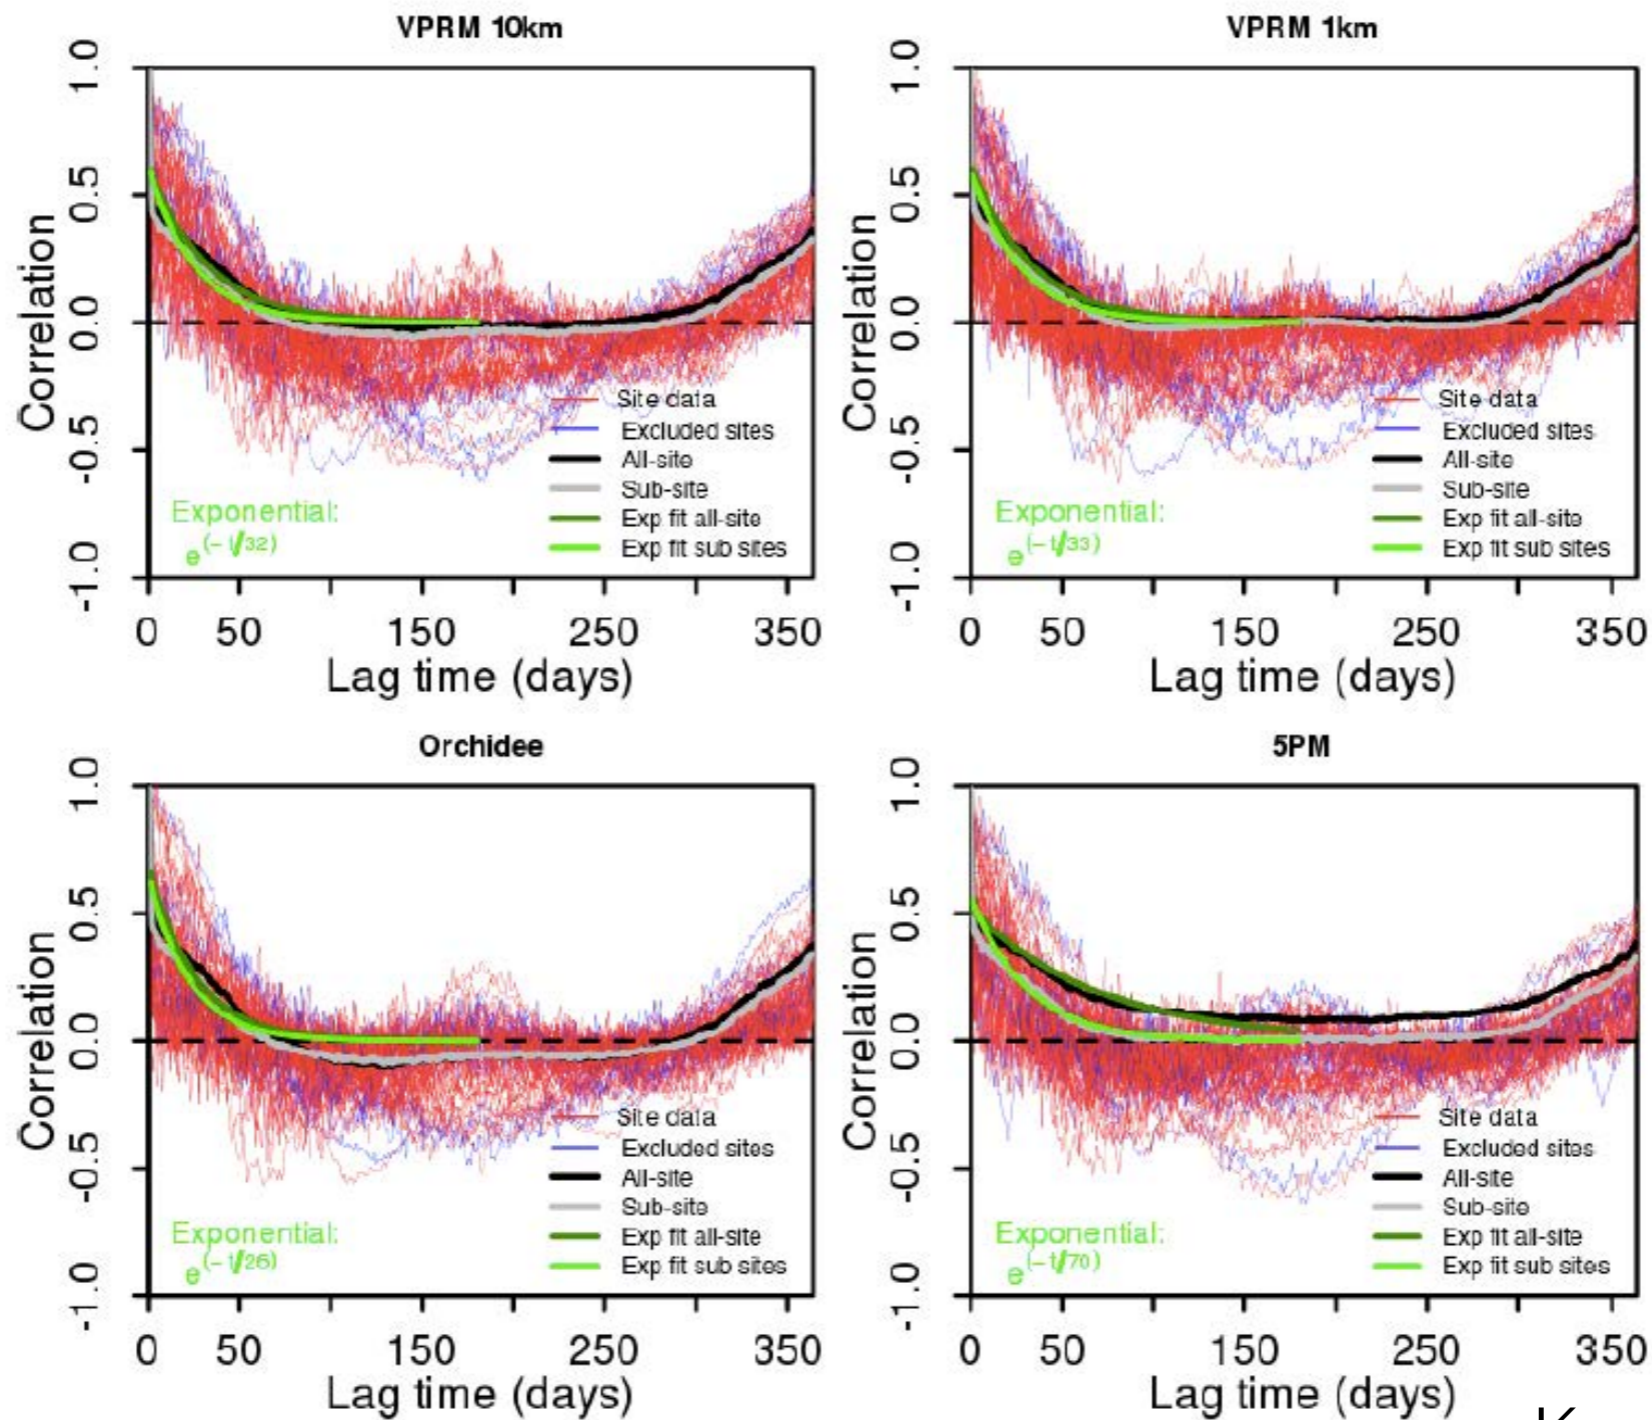 VPRM 10km
1.0
0.5
0.0
-0.5
-1.0
Correlation
Site data
Excluded sites
All-site
Sub-site
Exp fit all-site
Exp fit sub sites
Exponential:
e(- t/32)
0 50 150 250 350
Lag time (days)
VPRM 1km
1.0
0.5
0.0
-0.5
-1.0
Correlation
Site data
Excluded sites
All-site
Sub-site
Exp fit all-site
Exp fit sub sites
Exponential:
e(- t/33)
0 50 150 250 350
Lag time (days)
Orchidee
1.0
0.5
0.0
-0.5
-1.0
Correlation
Site data
Excluded sites
All-site
Sub-site
Exp fit all-site
Exp fit sub sites
Exponential:
e(- t/26)
0 50 150 250 350
Lag time (days)
5PM
1.0
0.5
0.0
-0.5
-1.0
Correlation
Site data
Excluded sites
All-site
Sub-site
Exp fit all-site
Exp fit sub sites
Exponential:
e(- t/70)
0 50 150 250 350
Lag time (days)